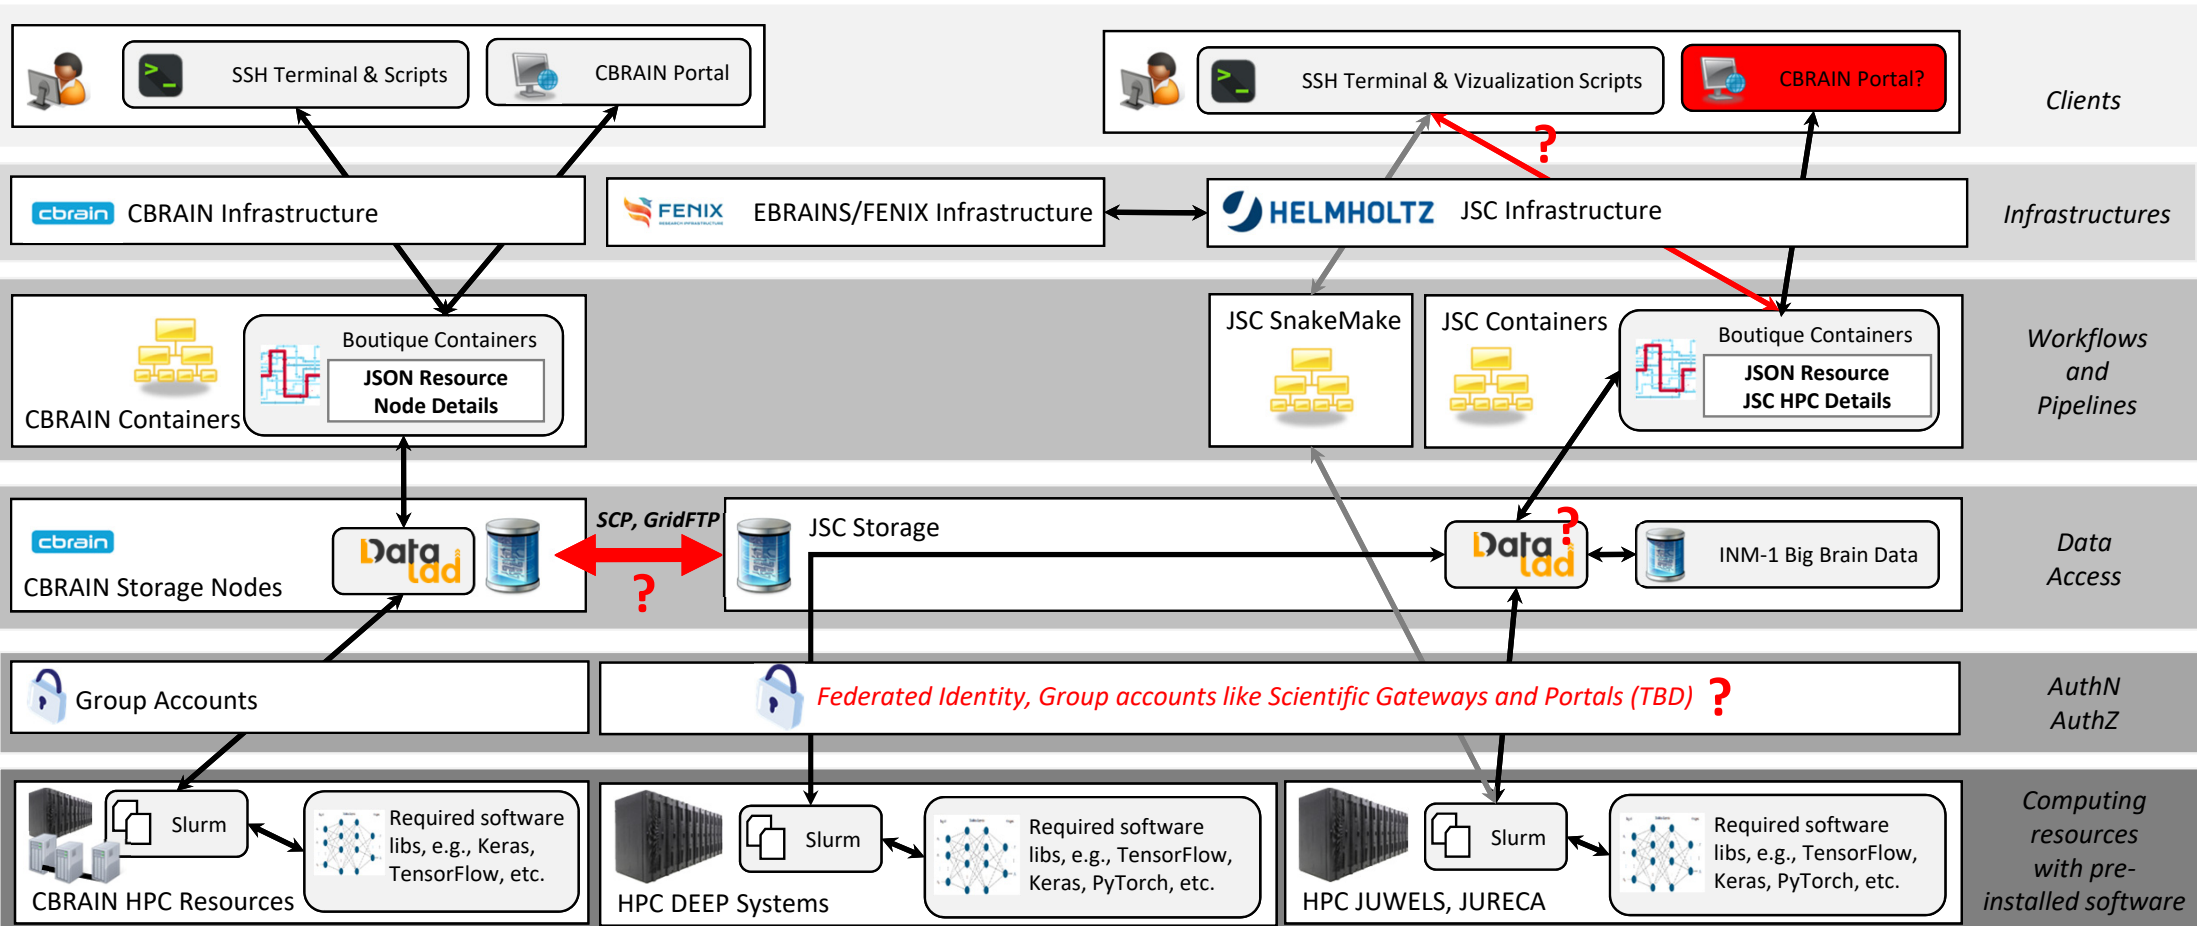 SSH Terminal & Scripts
CBRAIN Portal
SSH Terminal & Vizualization Scripts
CBRAIN Portal?
Clients
?
cbrain
CBRAIN Infrastructure
FENIX
RESEARCH INFRASTRUCTURE
EBRAINS/FENIX Infrastructure
HELMHOLTZ
JSC Infrastructure
Infrastructures
CBRAIN Containers
Boutique Containers
JSON Resource
Node Details
JSC SnakeMake
JSC Containers
Boutique Containers
JSON Resource
JSC HPC Details
Workflows
and
Pipelines
cbrain
CBRAIN Storage Nodes
Data
lad
SCP, GridFTP
?
JSC Storage
Data
lad
?
INM-1 Big Brain Data
Data
Access
Group Accounts
Federated Identity, Group accounts like Scientific Gateways and Portals (TBD)
?
AuthN
AuthZ
Slurm
CBRAIN HPC Resources
Required software
libs, e.g., Keras,
TensorFlow, etc.
Slurm
HPC DEEP Systems
Required software
libs, e.g., TensorFlow,
Keras, PyTorch, etc.
Slurm
HPC JUWELS, JURECA
Required software
libs, e.g., TensorFlow,
Keras, PyTorch, etc.
Computing
resources
with pre-
installed software